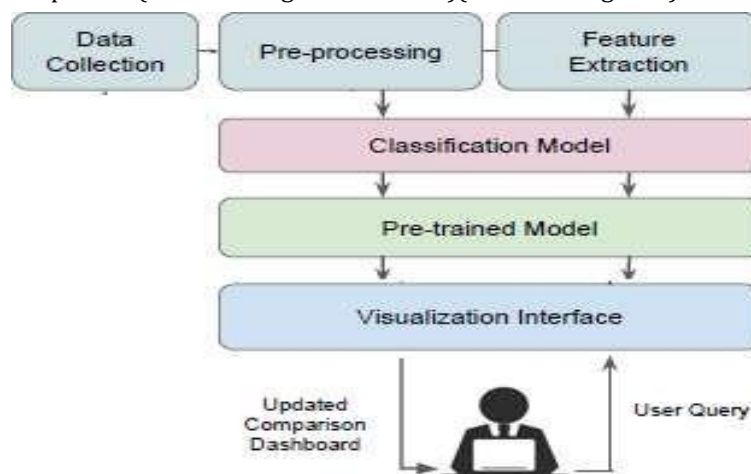 Data
Collection
Pre-processing
Feature
Extraction
Classification Model
Pre-trained Model
Visualization Interface
Updated
Comparison
Dashboard
User Query